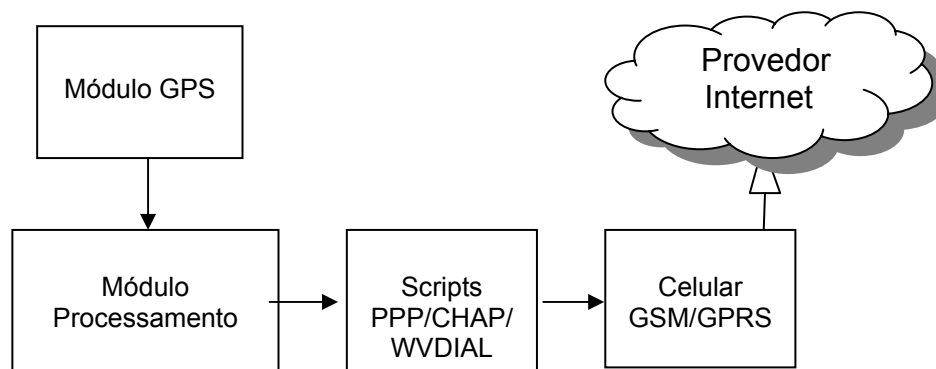 Módulo GPS
Provedor
Internet
Módulo
Processamento
Scripts
PPP/CHAP/
WVDIAL
Celular
GSM/GPRS